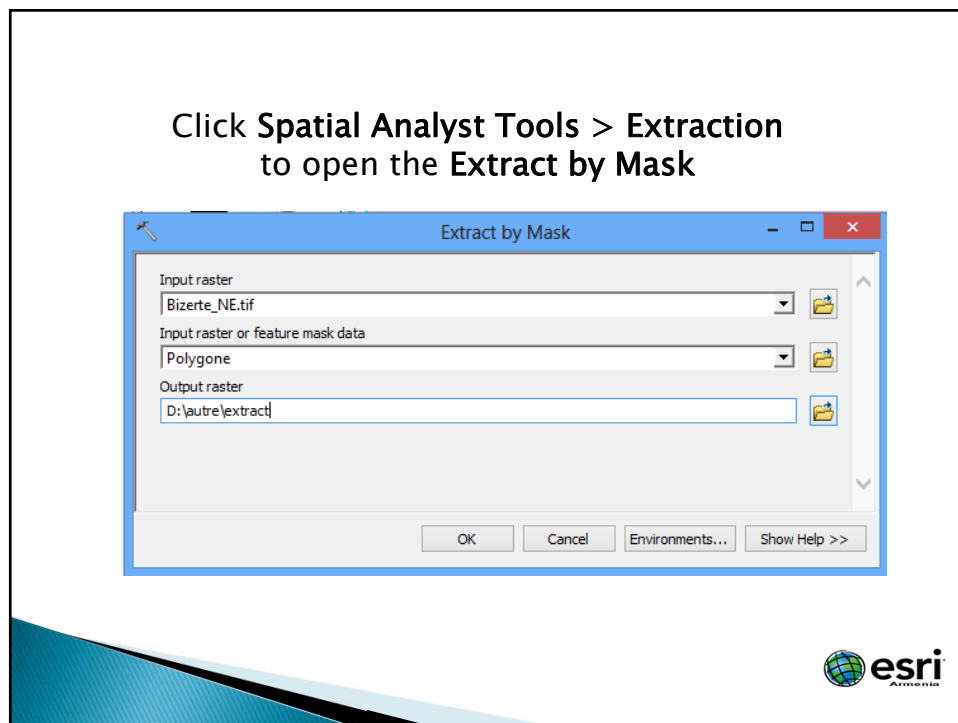 Click Spatial Analyst Tools > Extraction
to open the Extract by Mask
Extract by Mask
Input raster
Bizerte_NE.tif
Input raster or feature mask data
Polygone
Output raster
D:\autre\extract
OK
Cancel
Environments...
Show Help >>
esri
Armenia